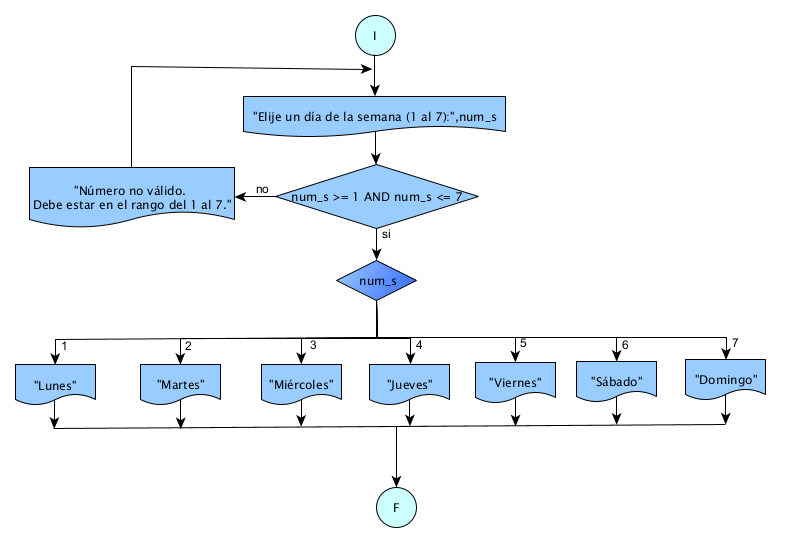 I
"Elije un día de la semana (1 al 7):",num_s
num_s >= 1 AND num_s <= 7
no
"Número no válido.
Debe estar en el rango del 1 al 7."
si
num_s
1
2
3
4
5
6
7
"Lunes"
"Martes"
"Miércoles"
"Jueves"
"Viernes"
"Sábado"
"Domingo"
F